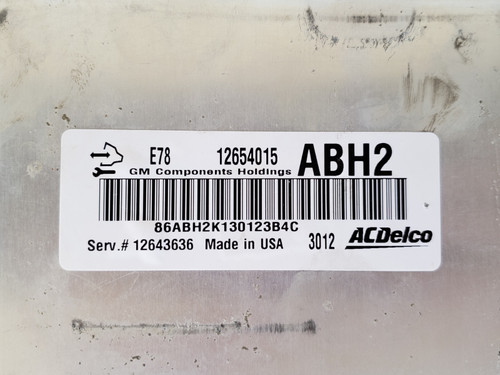 E78 12654015 ABH2
GM Components Holdings
86ABH2K130123B4C
Serv.# 12643636 Made in USA 3012 ACDelco